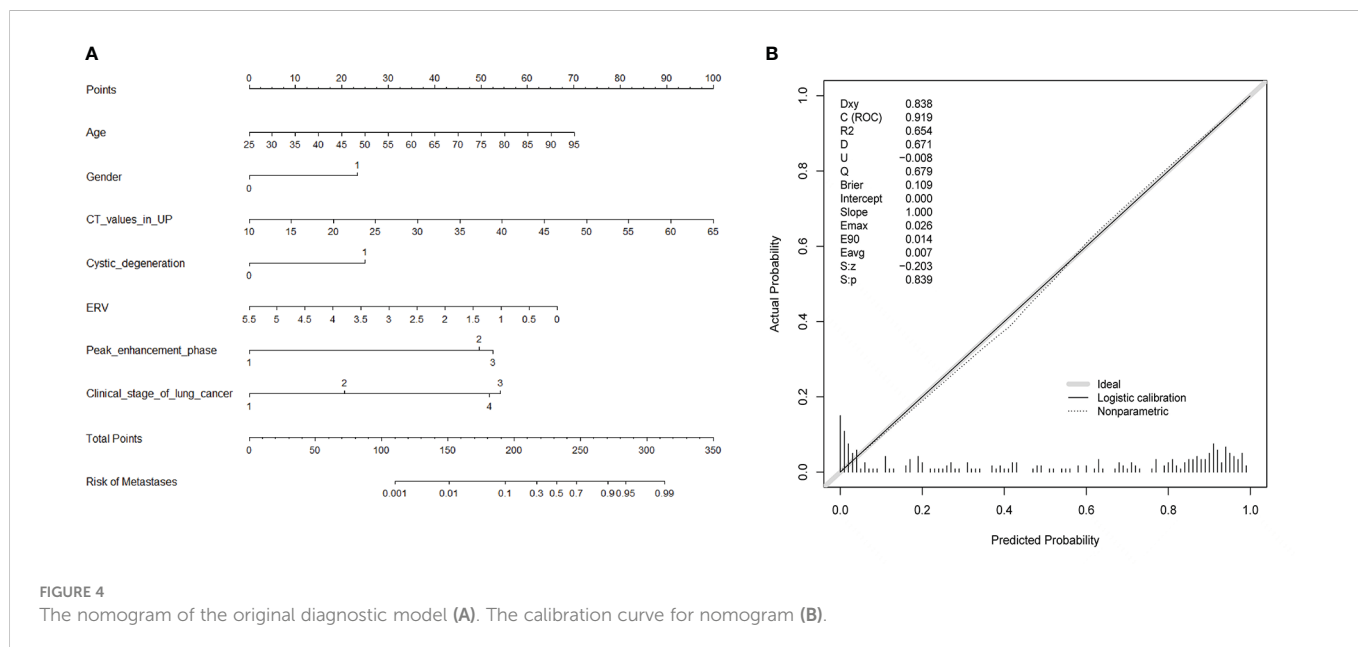 A
Points
0 10 20 30 40 50 60 70 80 90 100
Age
25 30 35 40 45 50 55 60 65 70 75 80 85 90 95
Gender
1
0
CT_values_in_UP
10 15 20 25 30 35 40 45 50 55 60 65
Cystic_degeneration
1
0
ERV
5.5 5 4.5 4 3.5 3 2.5 2 1.5 1 0.5 0
Peak_enhancement_phase
2
1 3
Clinical_stage_of_lung_cancer
2 3
1 4
Total Points
0 50 100 150 200 250 300 350
Risk of Metastases
0.001 0.01 0.1 0.3 0.5 0.7 0.9 0.95 0.99
B
Dxy 0.838
C (ROC) 0.919
R2 0.654
D 0.671
U −0.008
Q 0.679
Brier 0.109
Intercept 0.000
Slope 1.000
Emax 0.026
E90 0.014
Eavg 0.007
S:z −0.203
S:p 0.839
Actual Probability
1.0
0.8
0.6
0.4
0.2
0.0
Ideal
Logistic calibration
Nonparametric
0.0 0.2 0.4 0.6 0.8 1.0
Predicted Probability
FIGURE 4
The nomogram of the original diagnostic model (A). The calibration curve for nomogram (B).